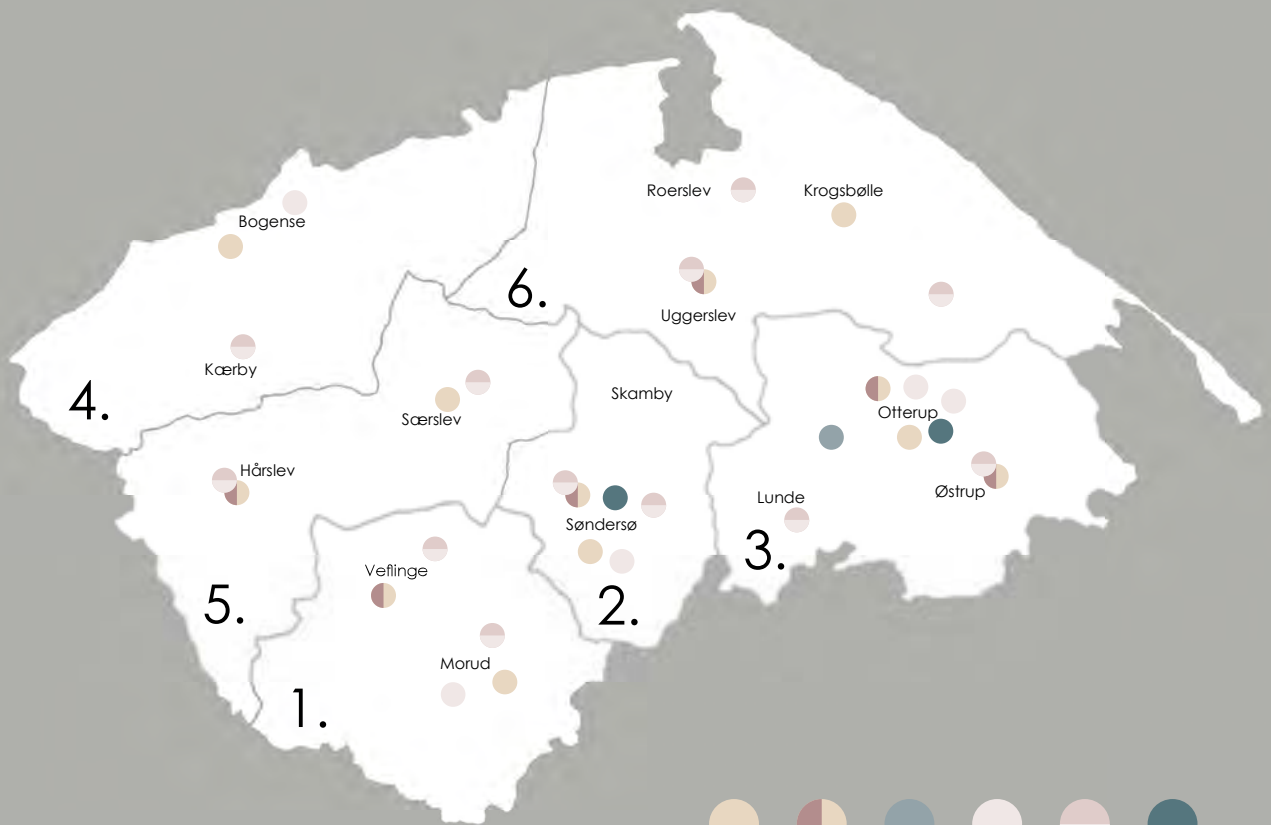 Roerslev
Krogsbølle
Bogense
6.
Uggerslev
Kærby
4.
Skamby
Særslev
Otterup
Hårslev
Østrup
Lunde
Søndersø
3.
Veflinge
5.
2.
Morud
1.